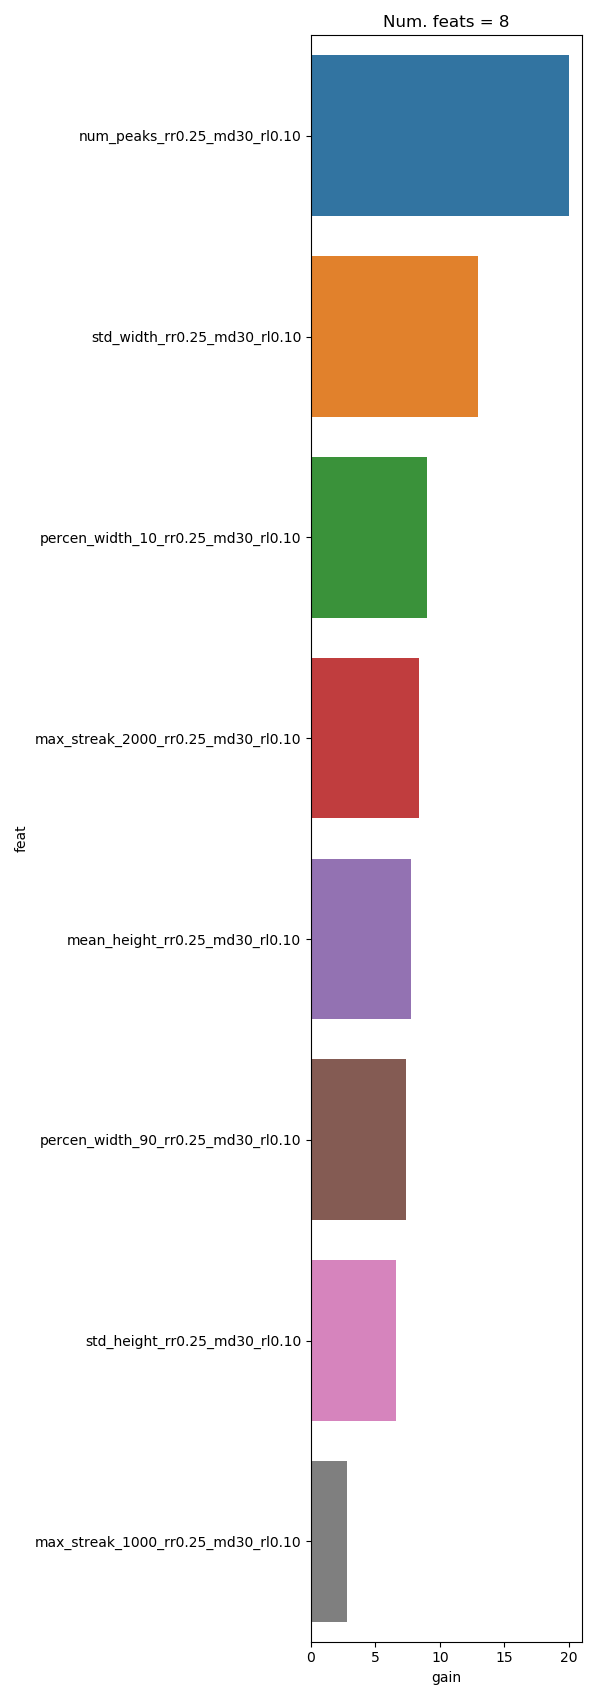 Num. feats = 8
num_peaks_rr0.25_md30_rl0.10
std_width_rr0.25_md30_rl0.10
percen_width_10_rr0.25_md30_rl0.10
max_streak_2000_rr0.25_md30_rl0.10
feat
mean_height_rr0.25_md30_rl0.10
percen_width_90_rr0.25_md30_rl0.10
std_height_rr0.25_md30_rl0.10
max_streak_1000_rr0.25_md30_rl0.10
0 5 10 15 20
gain